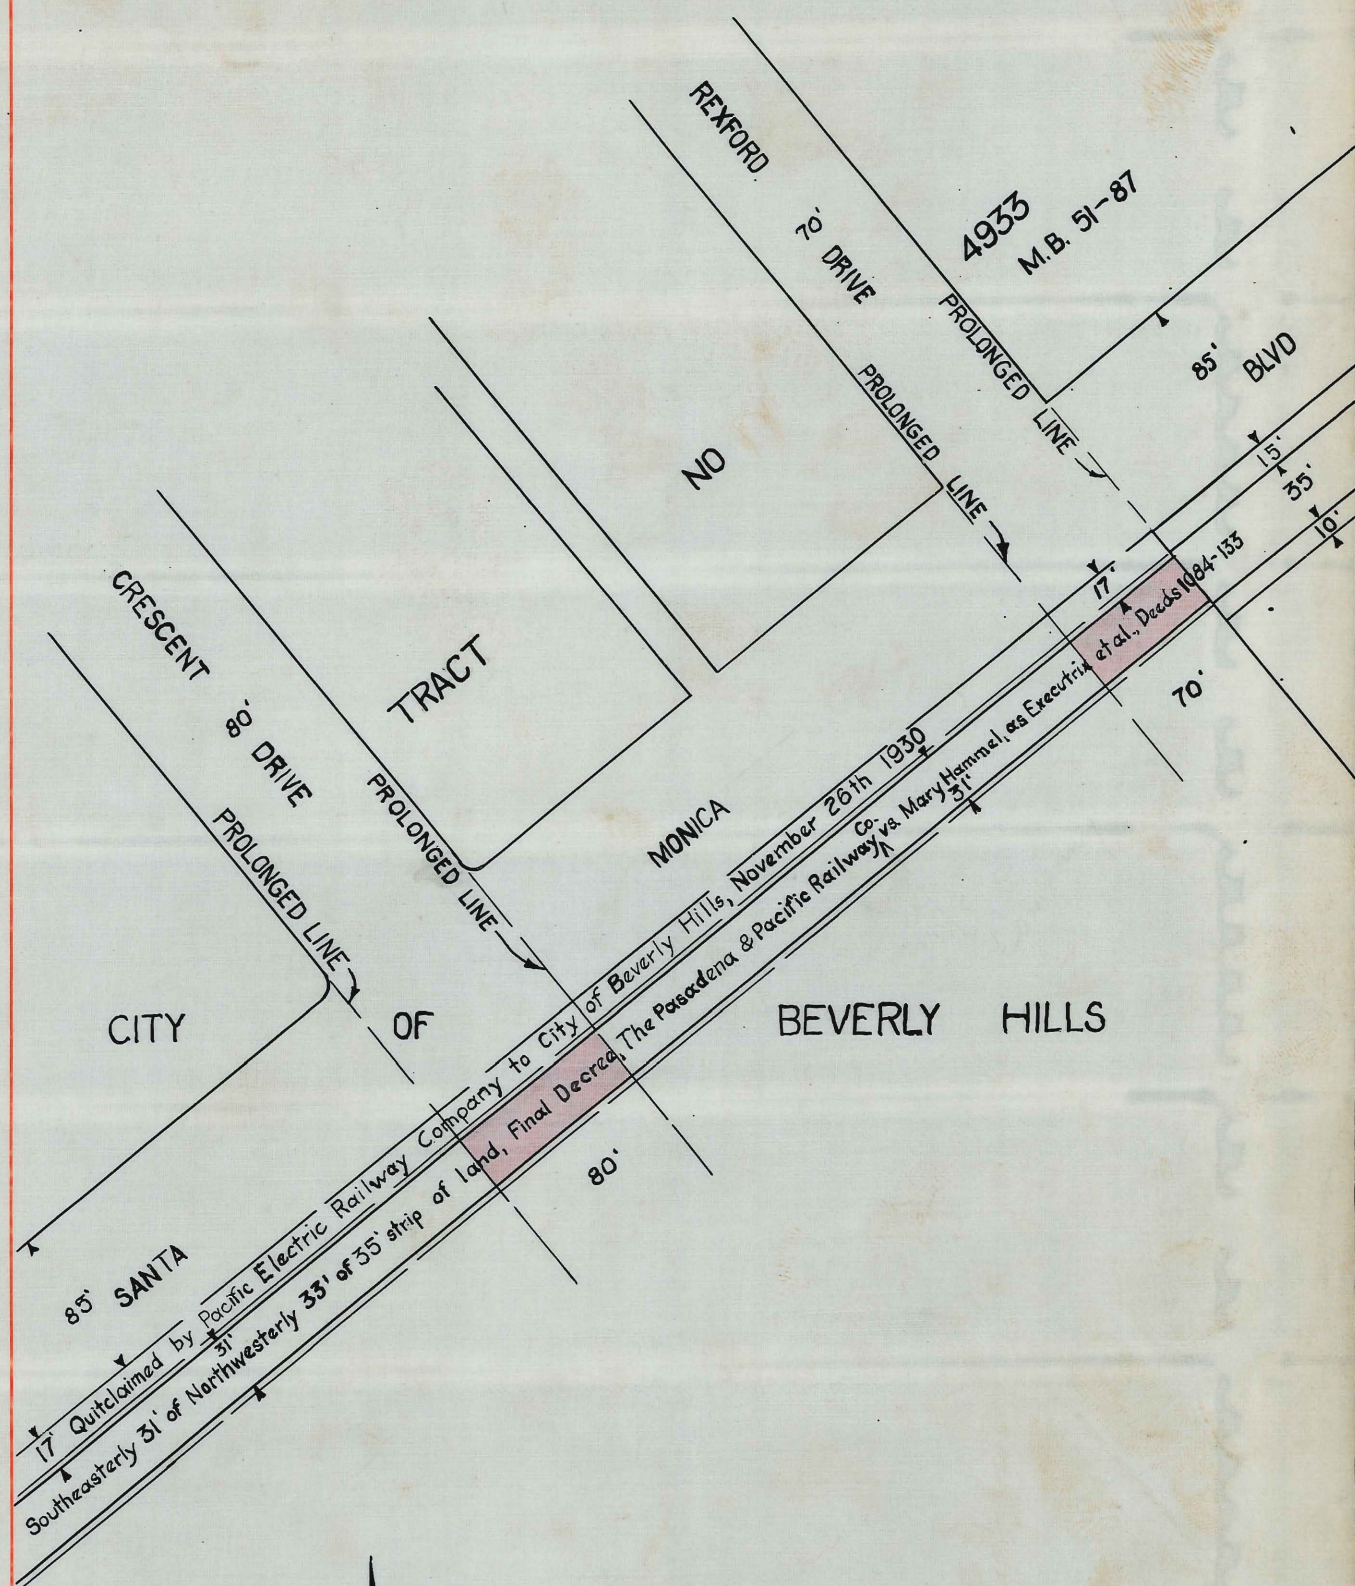 REXFORD 70' DRIVE
PROLONGED LINE
PROLONGED LINE
4933
M.B. 51-87
85' BLVD
15'
35'
10'
17'
NO
TRACT
CRESCENT 80' DRIVE
PROLONGED LINE
PROLONGED LINE
MONICA
70'
CITY OF BEVERLY HILLS
80'
85' SANTA
17' Quitclaimed by Pacific Electric Railway Company to City of Beverly Hills, November 26th 1930
31'
31'
Southeasterly 31' of Northwesterly 33' of 35' strip of land, Final Decree, The Pasadena & Pacific Railway Co. vs. Mary Hammel, as Executrix et al., Deeds 1084-133